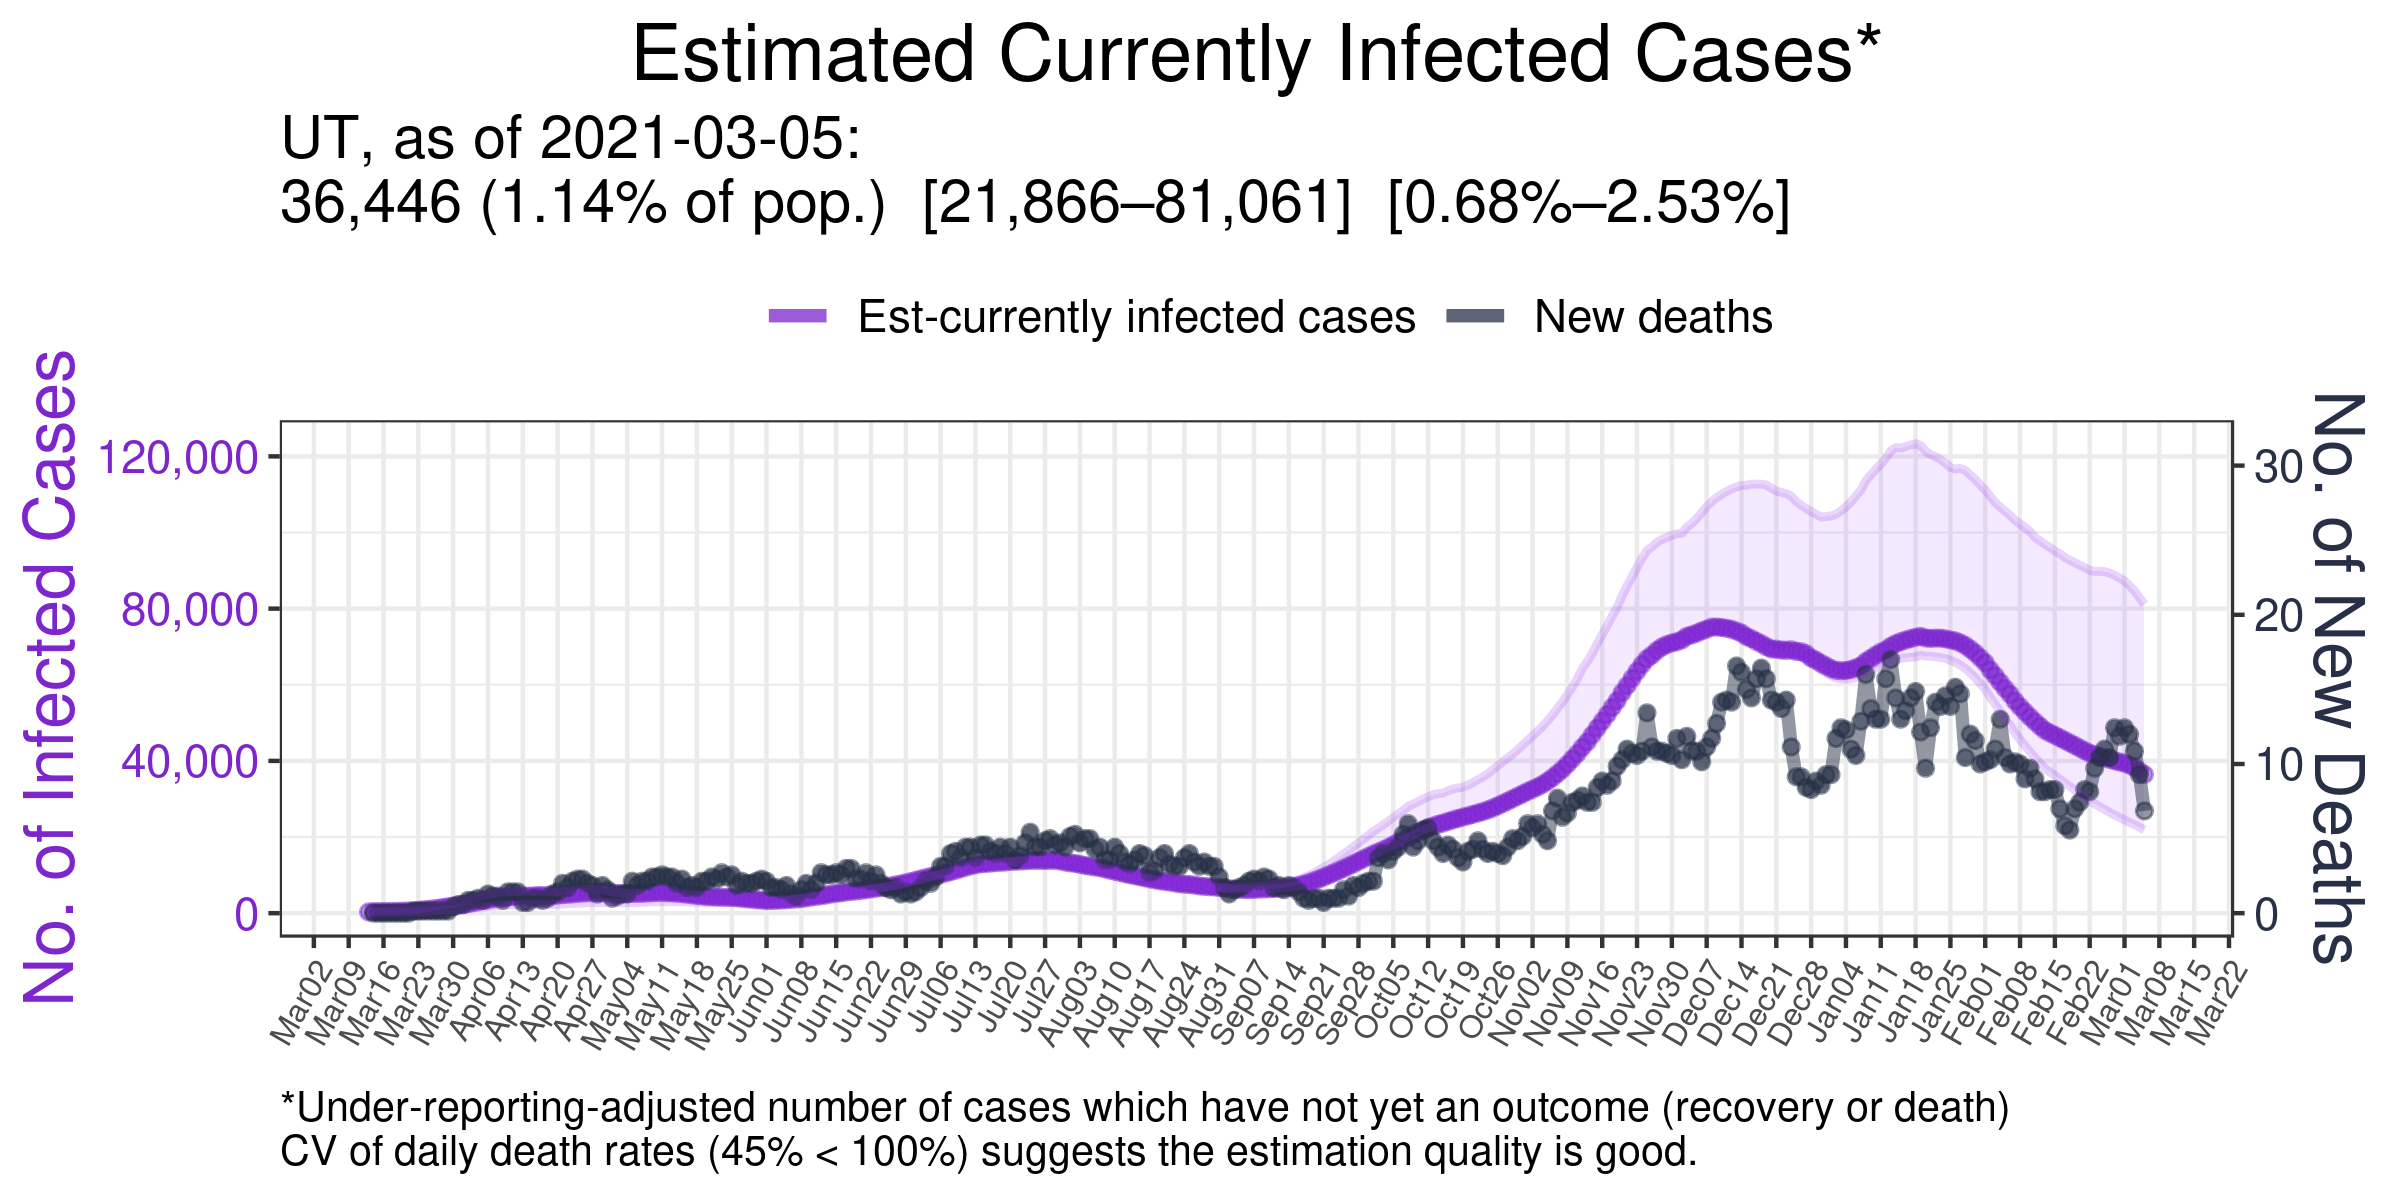 Estimated Currently Infected Cases*
UT, as of 2021-03-05:
36,446 (1.14% of pop.)  [21,866–81,061]  [0.68%–2.53%]
Est-currently infected cases
New deaths
No. of Infected Cases
120,000
80,000
40,000
0
30
20
10
0
No. of New Deaths
Mar02
Mar09
Mar16
Mar23
Mar30
Apr06
Apr13
Apr20
Apr27
May04
May11
May18
May25
Jun01
Jun08
Jun15
Jun22
Jun29
Jul06
Jul13
Jul20
Jul27
Aug03
Aug10
Aug17
Aug24
Aug31
Sep07
Sep14
Sep21
Sep28
Oct05
Oct12
Oct19
Oct26
Nov02
Nov09
Nov16
Nov23
Nov30
Dec07
Dec14
Dec21
Dec28
Jan04
Jan11
Jan18
Jan25
Feb01
Feb08
Feb15
Feb22
Mar01
Mar08
Mar15
Mar22
*Under-reporting-adjusted number of cases which have not yet an outcome (recovery or death)
CV of daily death rates (45% < 100%) suggests the estimation quality is good.